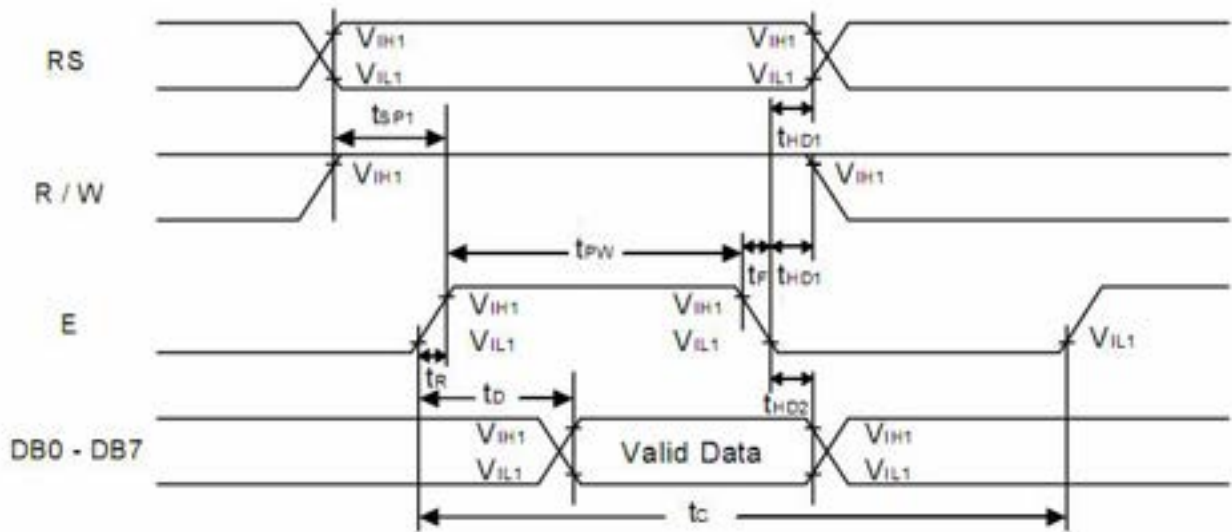 RS
VIH1
VIL1
VIH1
VIL1
tSP1
tHD1
R / W
VIH1
VIH1
tPW
tF
tHD1
E
VIH1
VIL1
VIH1
VIL1
VIL1
tR
tD
tHD2
DB0 - DB7
VIH1
VIL1
Valid Data
VIH1
VIL1
tC